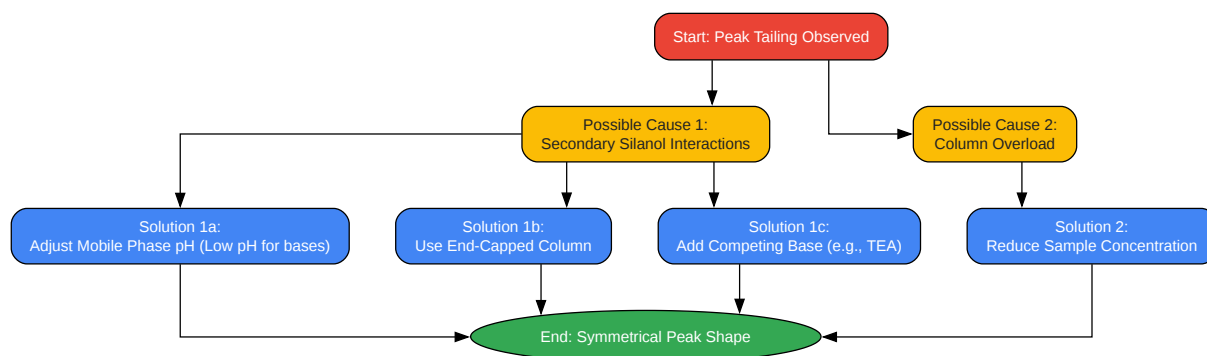 Start: Peak Tailing Observed
Possible Cause 1:
Secondary Silanol Interactions
Possible Cause 2:
Column Overload
Solution 1a:
Adjust Mobile Phase pH (Low pH for bases)
Solution 1b:
Use End-Capped Column
Solution 1c:
Add Competing Base (e.g., TEA)
Solution 2:
Reduce Sample Concentration
End: Symmetrical Peak Shape